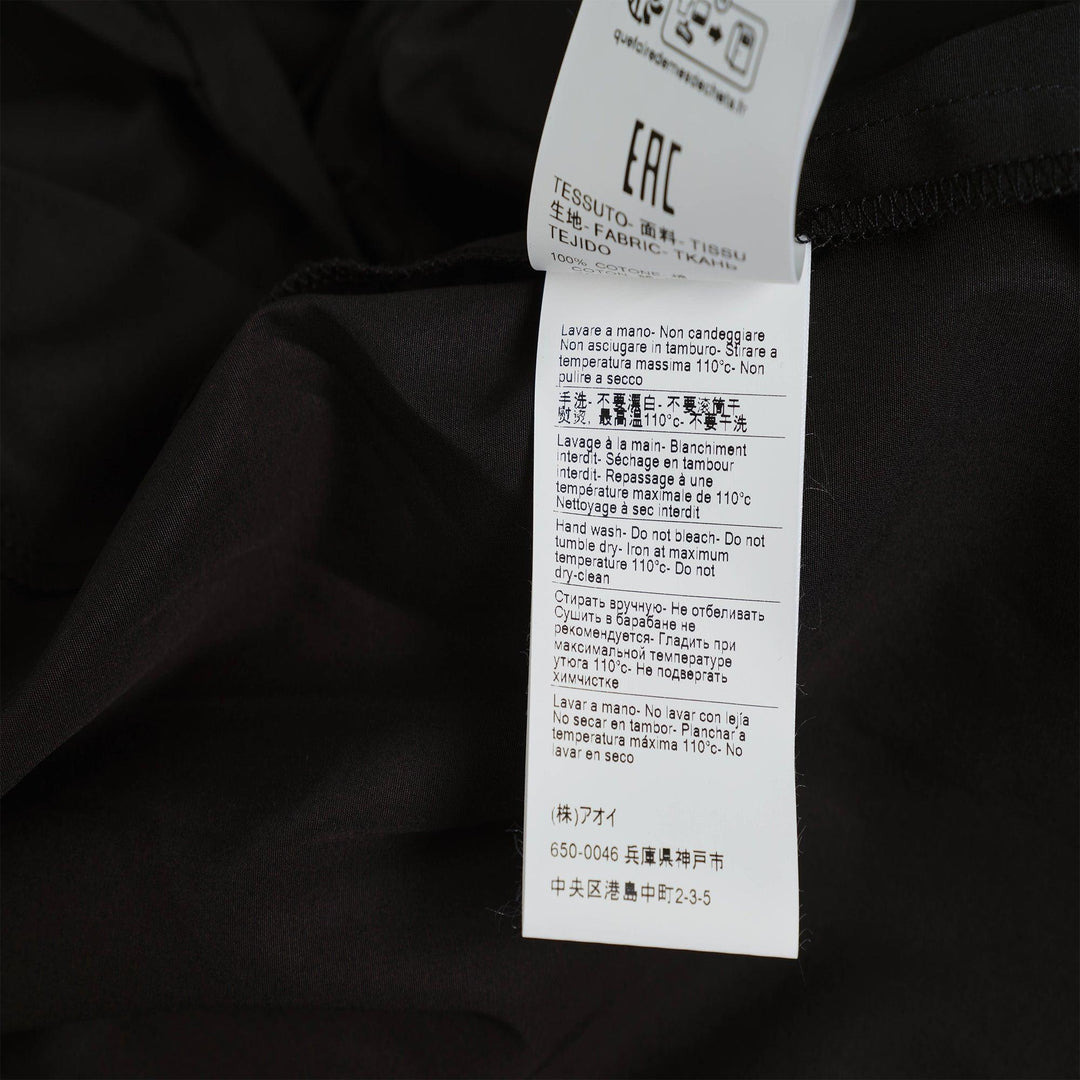 quefairedemesdechets.fr
EAC
TESSUTO- 面料- TISSU
生地- FABRIC- ТКАНЬ
TEJIDO
100% COTONE
Lavare a mano- Non candeggiare
Non asciugare in tamburo- Stirare a
temperatura massima 110°c- Non
pulire a secco
手洗- 不要漂白- 不要滚筒干
熨烫, 最高温110°c- 不要干洗
Lavage à la main- Blanchiment
interdit- Séchage en tambour
interdit- Repassage à une
température maximale de 110°c
Nettoyage à sec interdit
Hand wash- Do not bleach- Do not
tumble dry- Iron at maximum
temperature 110°c- Do not
dry-clean
Стирать вручную- Не отбеливать
Сушить в барабане не
рекомендуется- Гладить при
максимальной температуре
утюга 110°c- Не подвергать
химчистке
Lavar a mano- No lavar con lejía
No secar en tambor- Planchar a
temperatura máxima 110°c- No
lavar en seco
(株)アオイ
650-0046 兵庫県神戸市
中央区港島中町2-3-5